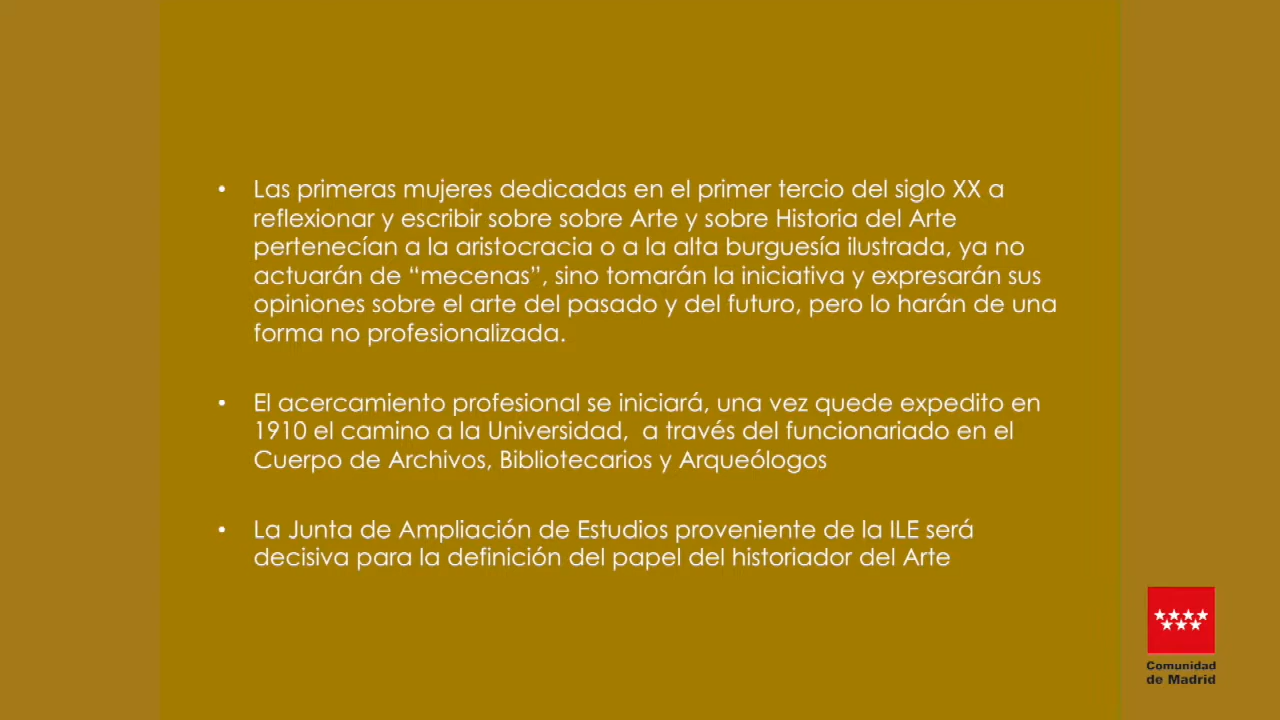 • Las primeras mujeres dedicadas en el primer tercio del siglo XX a
reflexionar y escribir sobre sobre Arte y sobre Historia del Arte
pertenecían a la aristocracia o a la alta burguesía ilustrada, ya no
actuarán de “mecenas”, sino tomarán la iniciativa y expresarán sus
opiniones sobre el arte del pasado y del futuro, pero lo harán de una
forma no profesionalizada.
• El acercamiento profesional se iniciará, una vez quede expedito en
1910 el camino a la Universidad,  a través del funcionariado en el
Cuerpo de Archivos, Bibliotecarios y Arqueólogos
• La Junta de Ampliación de Estudios proveniente de la ILE será
decisiva para la definición del papel del historiador del Arte
Comunidad
de Madrid